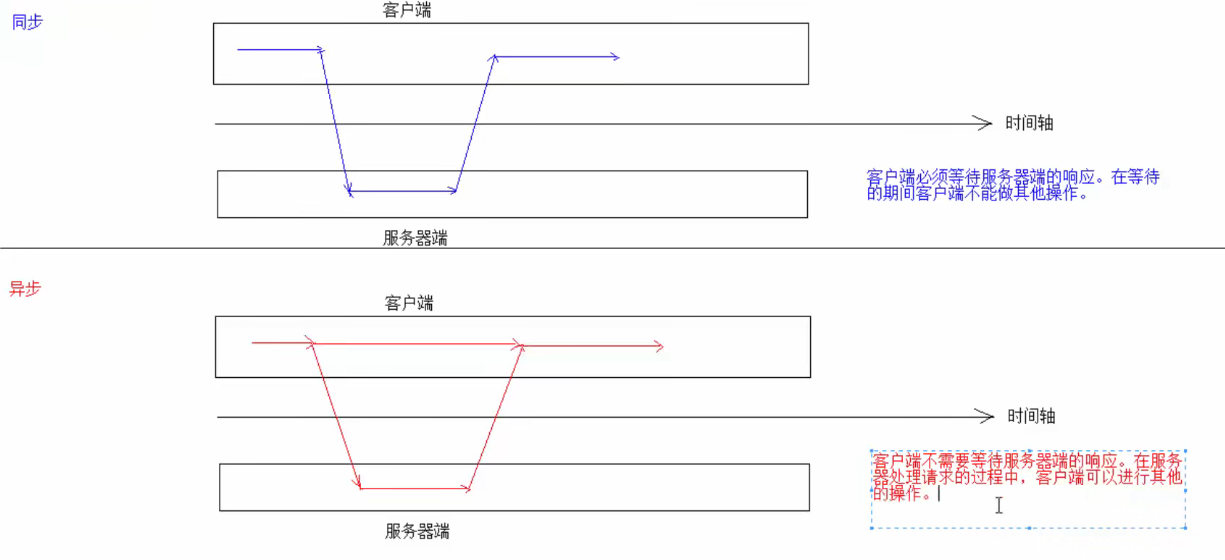 同步
客户端
时间轴
客户端必须等待服务器端的响应。在等待
的期间客户端不能做其他操作。
服务器端
异步
客户端
时间轴
客户端不需要等待服务器端的响应。在服务
器处理请求的过程中，客户端可以进行其他
的操作。
服务器端